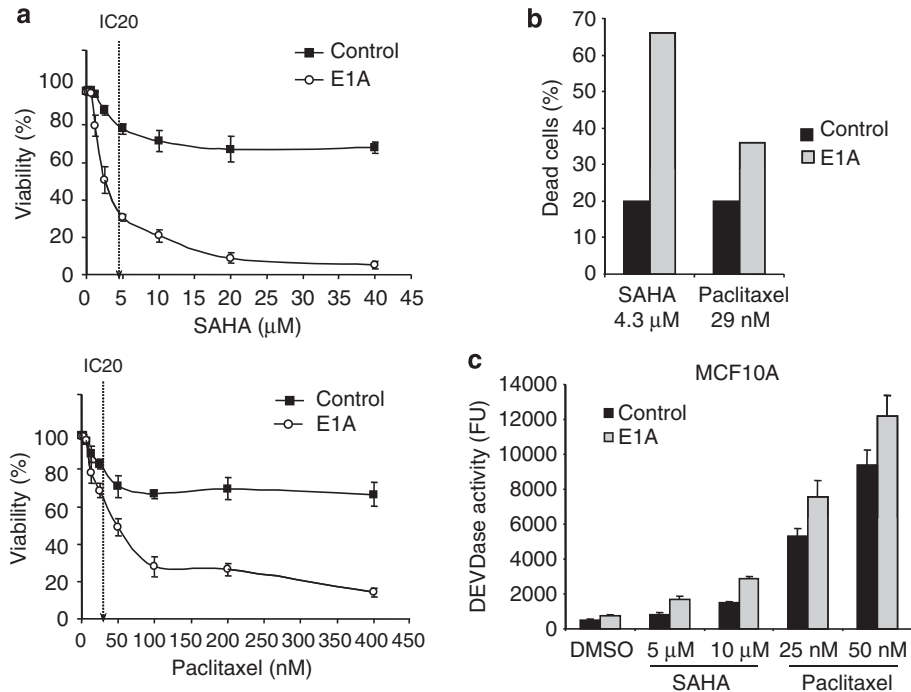 a
IC20
Control
E1A
Viability (%)
100
80
60
40
20
0
0 5 10 15 20 25 30 35 40 45
SAHA (μM)
IC20
Control
E1A
Viability (%)
100
80
60
40
20
0
0 50 100 150 200 250 300 350 400 450
Paclitaxel (nM)
b
Dead cells (%)
70
60
50
40
30
20
10
0
Control
E1A
SAHA Paclitaxel
4.3 μM 29 nM
c
MCF10A
DEVDase activity (FU)
14000
12000
10000
8000
6000
4000
2000
0
Control
E1A
DMSO 5 μM 10 μM 25 nM 50 nM
SAHA Paclitaxel